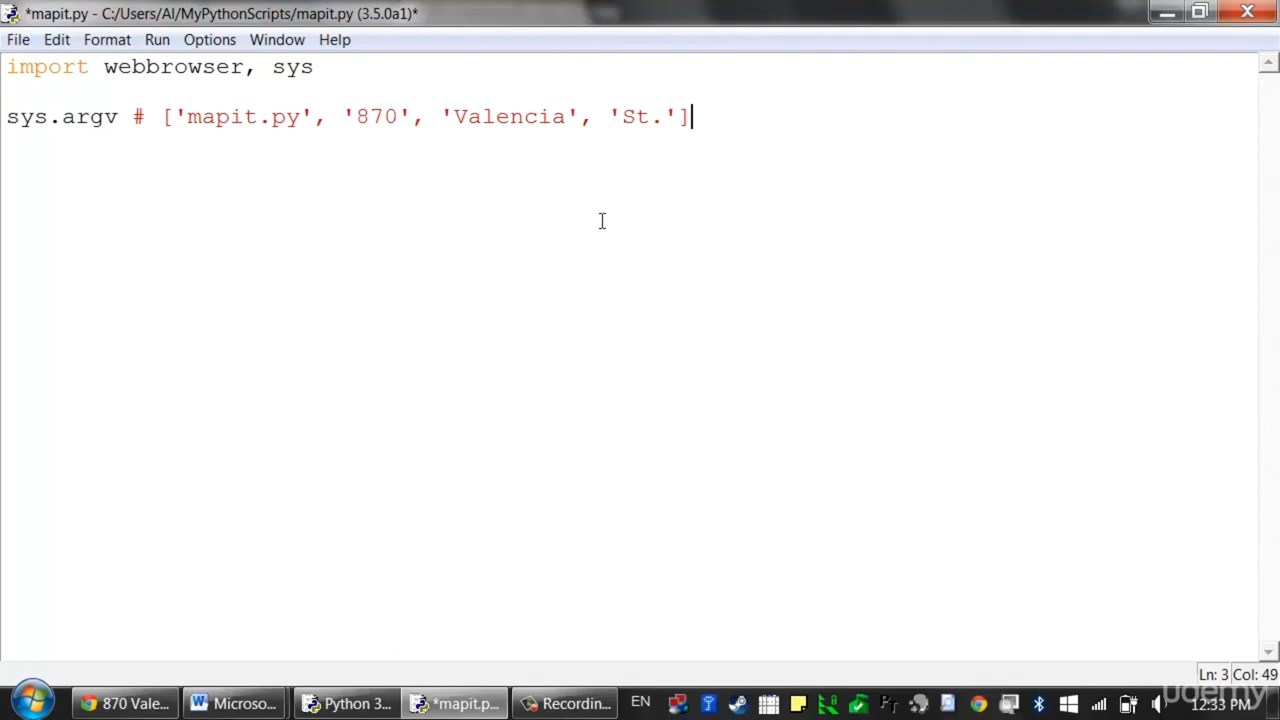 *mapit.py - C:/Users/Al/MyPythonScripts/mapit.py (3.5.0a1)*
File Edit Format Run Options Window Help
import webbrowser, sys
sys.argv # ['mapit.py', '870', 'Valencia', 'St.']
Ln: 3 Col: 49
870 Vale... Microso... Python 3... *mapit.p... Recordin... EN 12:33 PM
udemy